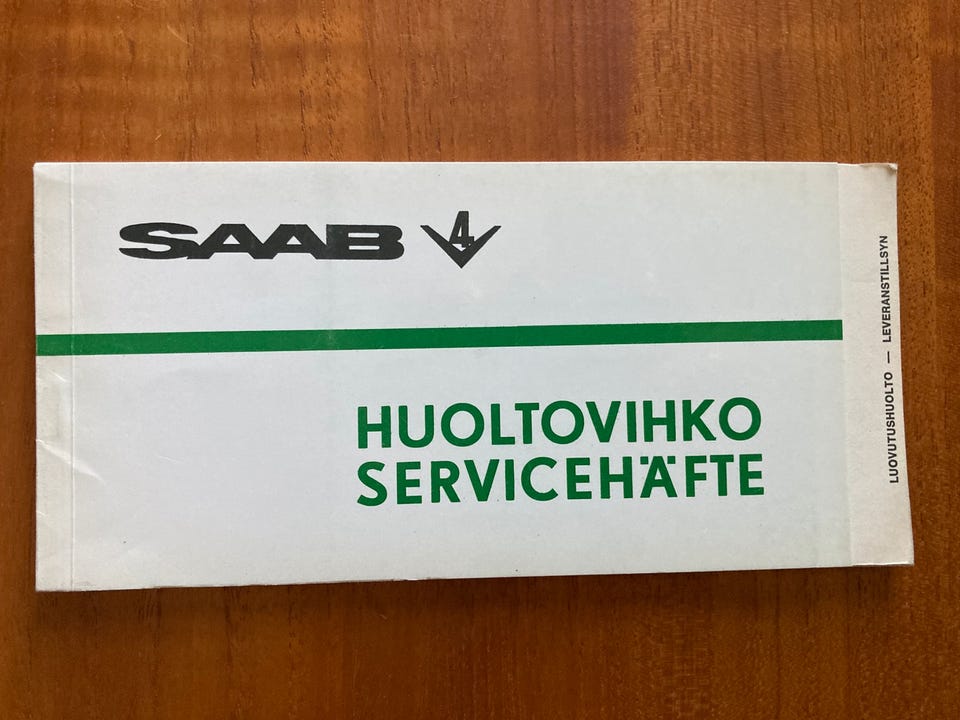 SAAB V4
HUOLTOVIHKO
SERVICEHÄFTE
LUOVUTUSHUOLTO — LEVERANSTILLSYN